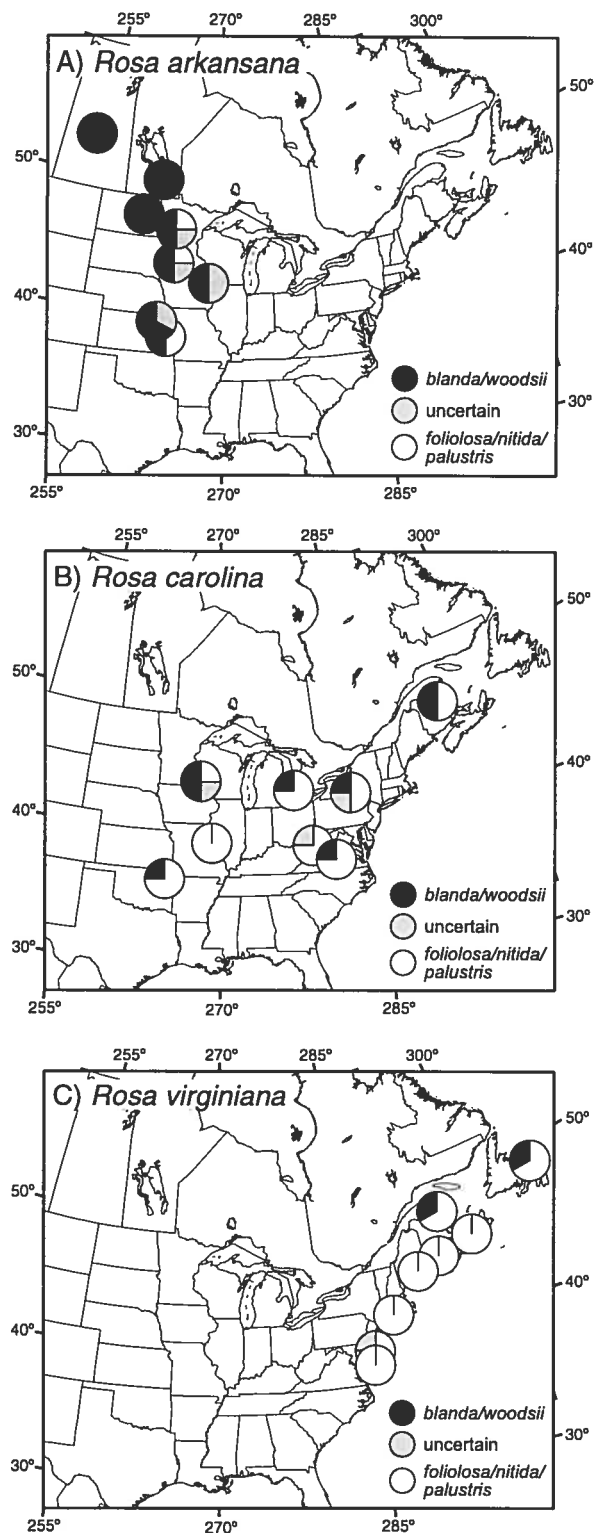 255° 270° 285° 300°
A) Rosa arkansana
50°
50°
40°
40°
blanda/woodsii
uncertain
30°
30°
foliolosa/nitida/
palustris
255° 270° 285°
255° 270° 285° 300°
B) Rosa carolina
50°
50°
40°
40°
blanda/woodsii
30°
uncertain
30°
foliolosa/nitida/
palustris
255° 270° 285°
255° 270° 285° 300°
C) Rosa virginiana
50°
50°
40°
40°
blanda/woodsii
30°
uncertain
30°
foliolosa/nitida/
palustris
255° 270° 285°